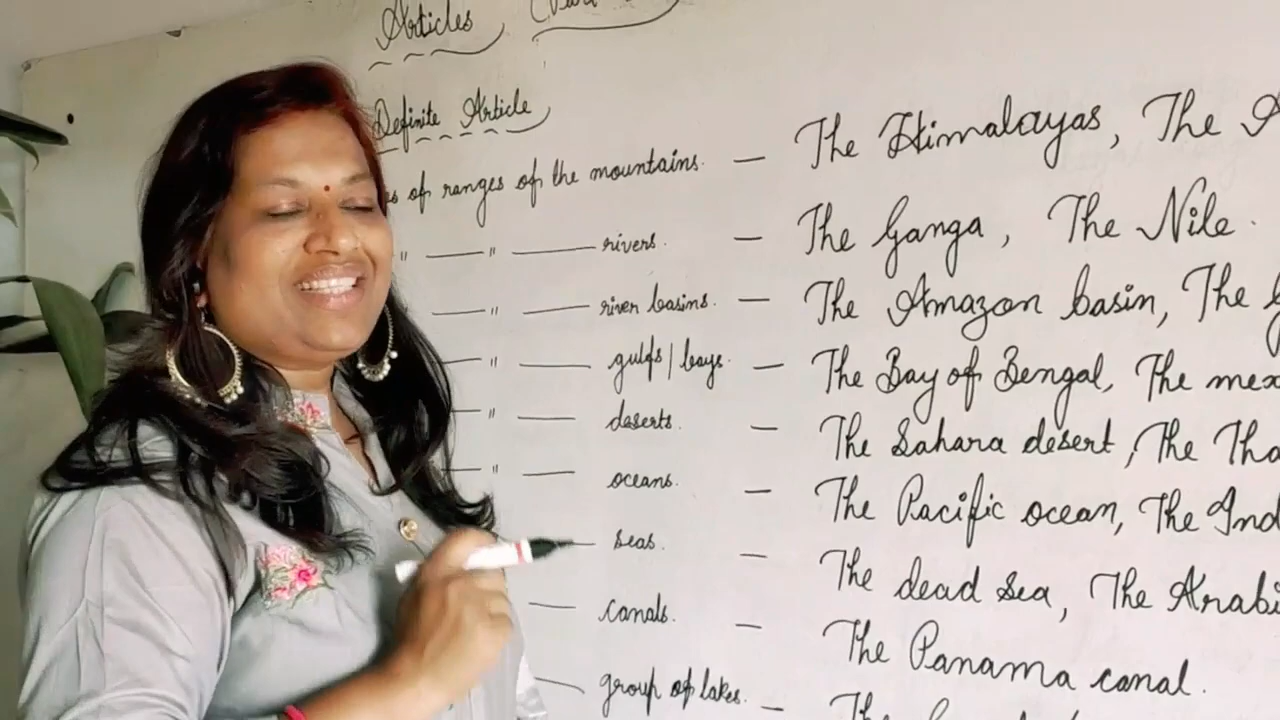 Articles
Definite Article
of ranges of the mountains. — The Himalayas, The
" — " — rivers. — The Ganga, The Nile.
— " — river basins. — The Amazon basin, The
— " — gulfs/bays. — The Bay of Bengal, The
— " — deserts. — The Sahara desert, The
— " — oceans. — The Pacific ocean, The
— seas. — The dead sea, The
— canals. — The Panama canal.
— group of lakes. — The